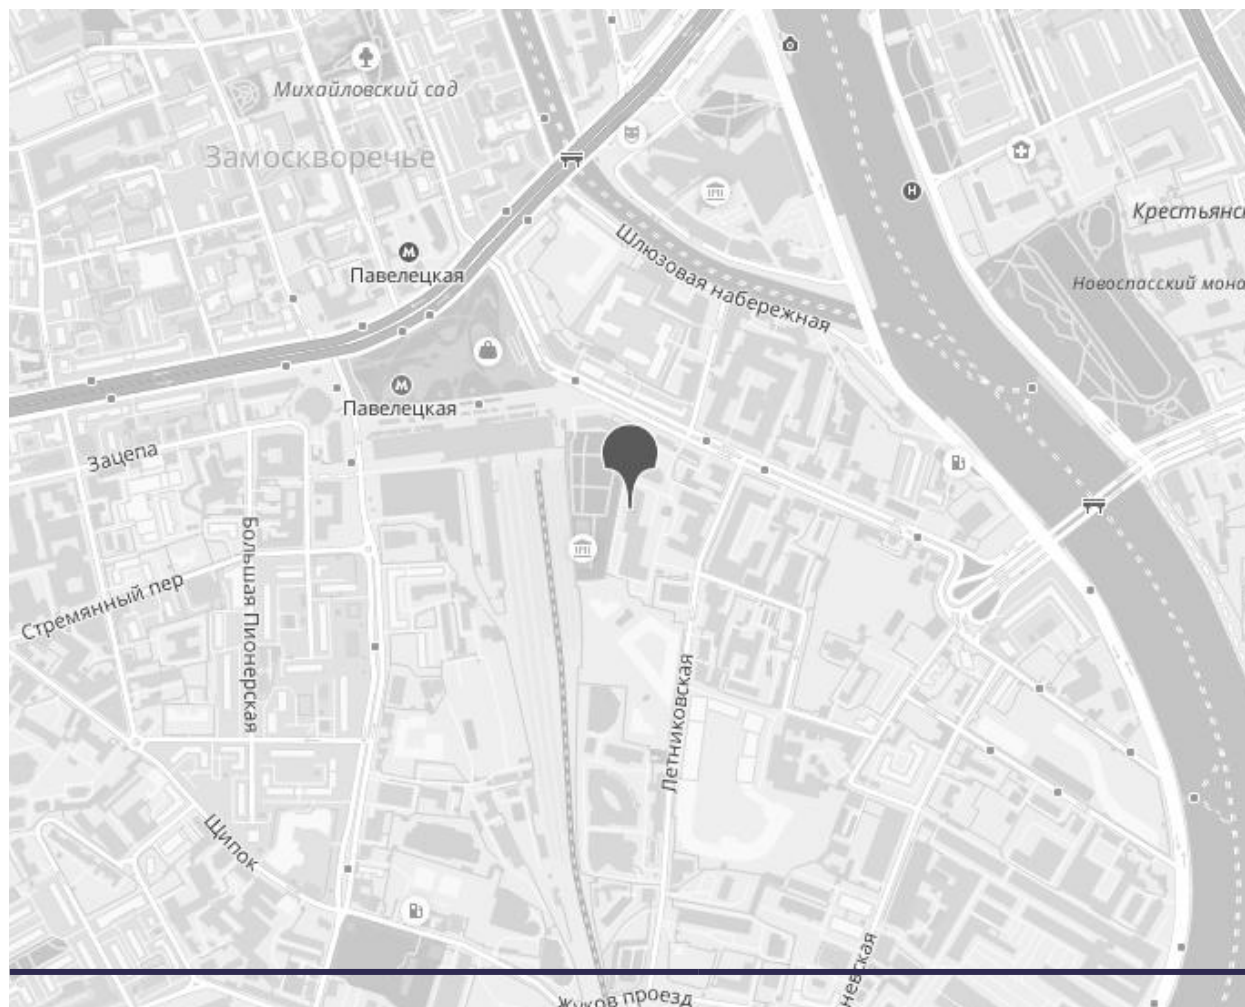 Михайловский сад
Замоскворечье
Крестьянс
Шлюзовая набережная
Павелецкая
Новоспасский мона
Павелецкая
Зацепа
Большая Пионерская
Стремянный пер
Летниковская
Щипок
невская
Жуков проезд